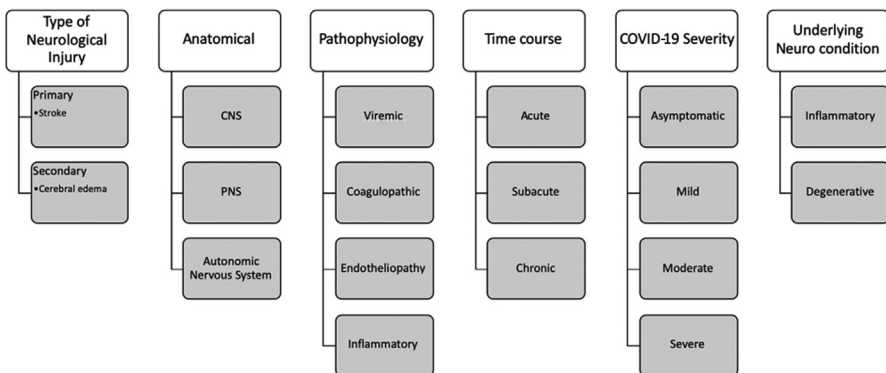 Type of
Neurological
Injury
Primary
•Stroke
Secondary
•Cerebral edema
Anatomical
CNS
PNS
Autonomic
Nervous System
Pathophysiology
Viremic
Coagulopathic
Endotheliopathy
Inflammatory
Time course
Acute
Subacute
Chronic
COVID-19 Severity
Asymptomatic
Mild
Moderate
Severe
Underlying
Neuro condition
Inflammatory
Degenerative